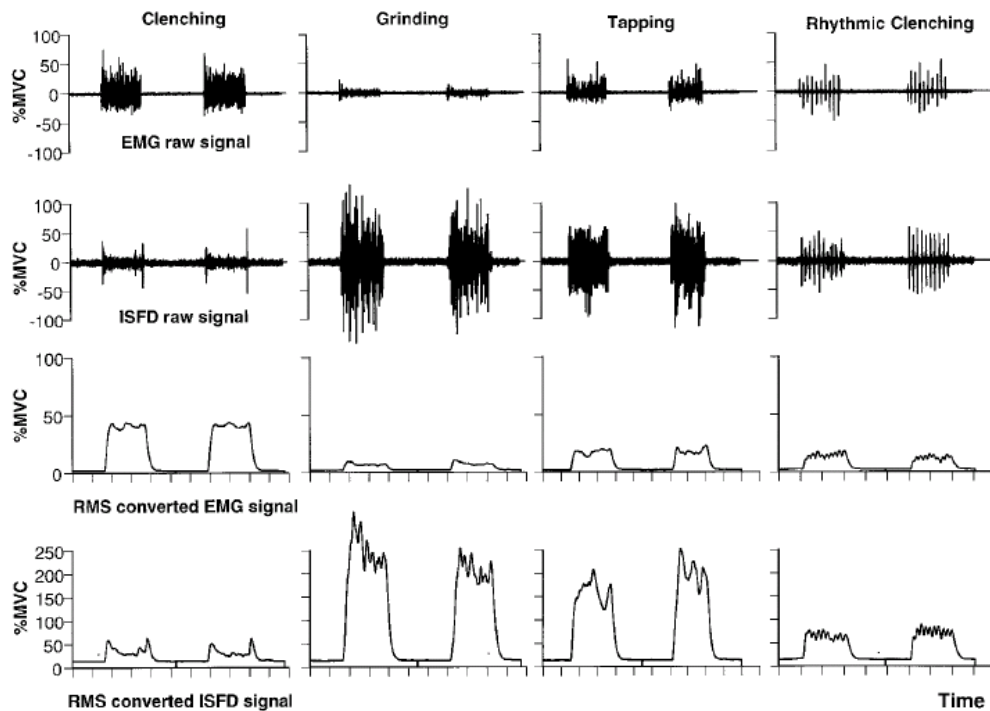 Clenching Grinding Tapping Rhythmic Clenching
100
50
0
-50
-100
%MVC
EMG raw signal
100
50
0
-50
-100
%MVC
ISFD raw signal
100
50
0
%MVC
RMS converted EMG signal
250
200
150
100
50
0
%MVC
RMS converted ISFD signal Time